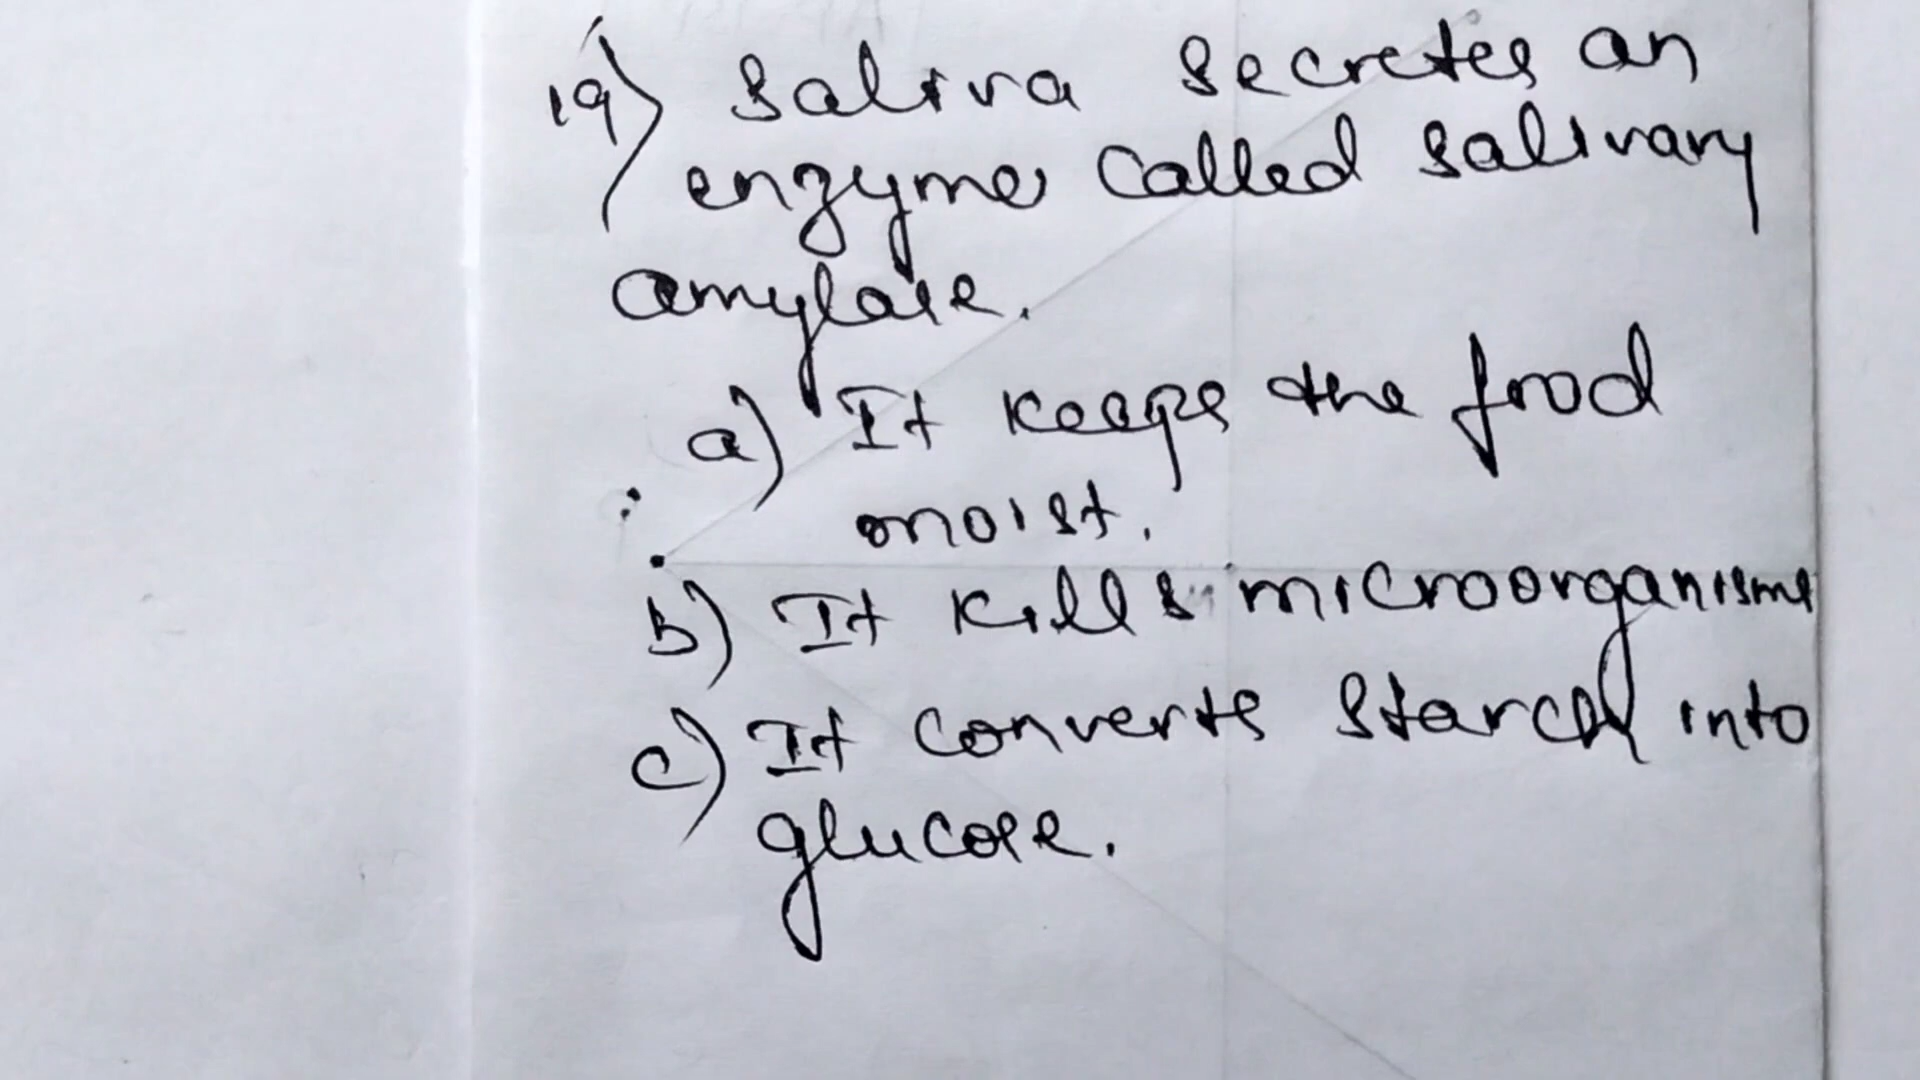 19) Saliva secretes an
enzyme called salivary
amylase.
a) It keeps the food
moist.
b) It kills microorganisms
c) It converts starch into
glucose.